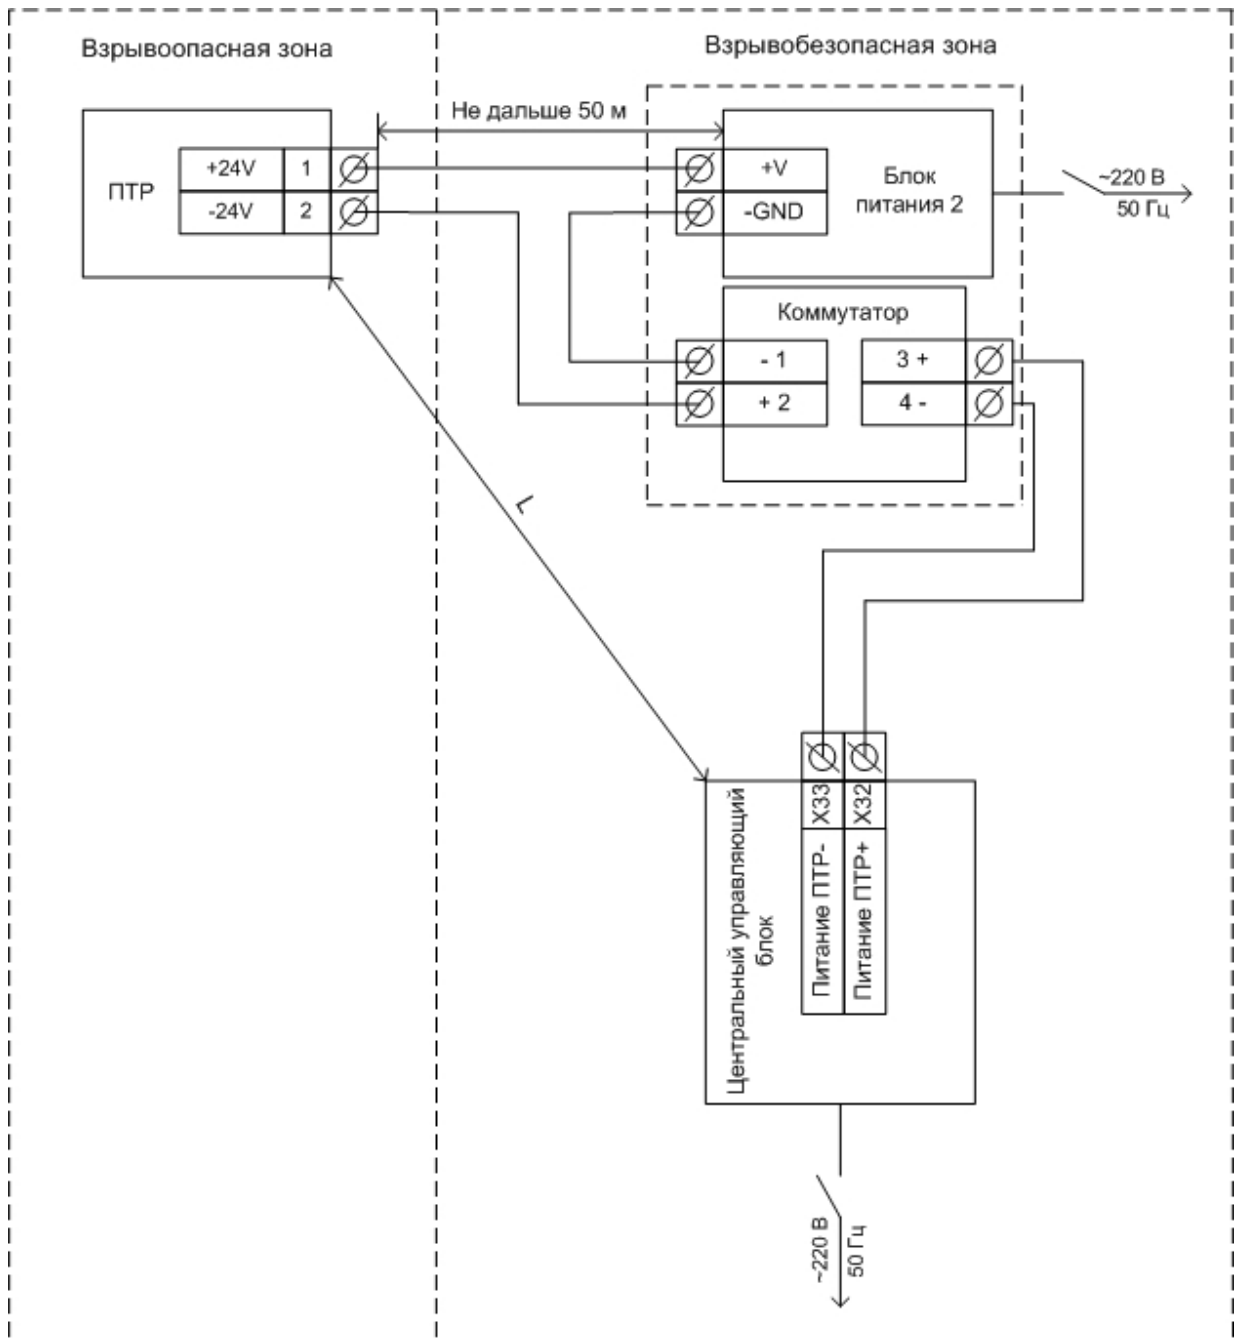 Взрывоопасная зона
Взрывобезопасная зона
Не дальше 50 м
ПТР
+24V
1
-24V
2
+V
-GND
Блок
питания 2
~220 В
50 Гц
Коммутатор
- 1
+ 2
3 +
4 -
L
Центральный управляющий
блок
X33
X32
Питание ПТР-
Питание ПТР+
~220 В
50 Гц